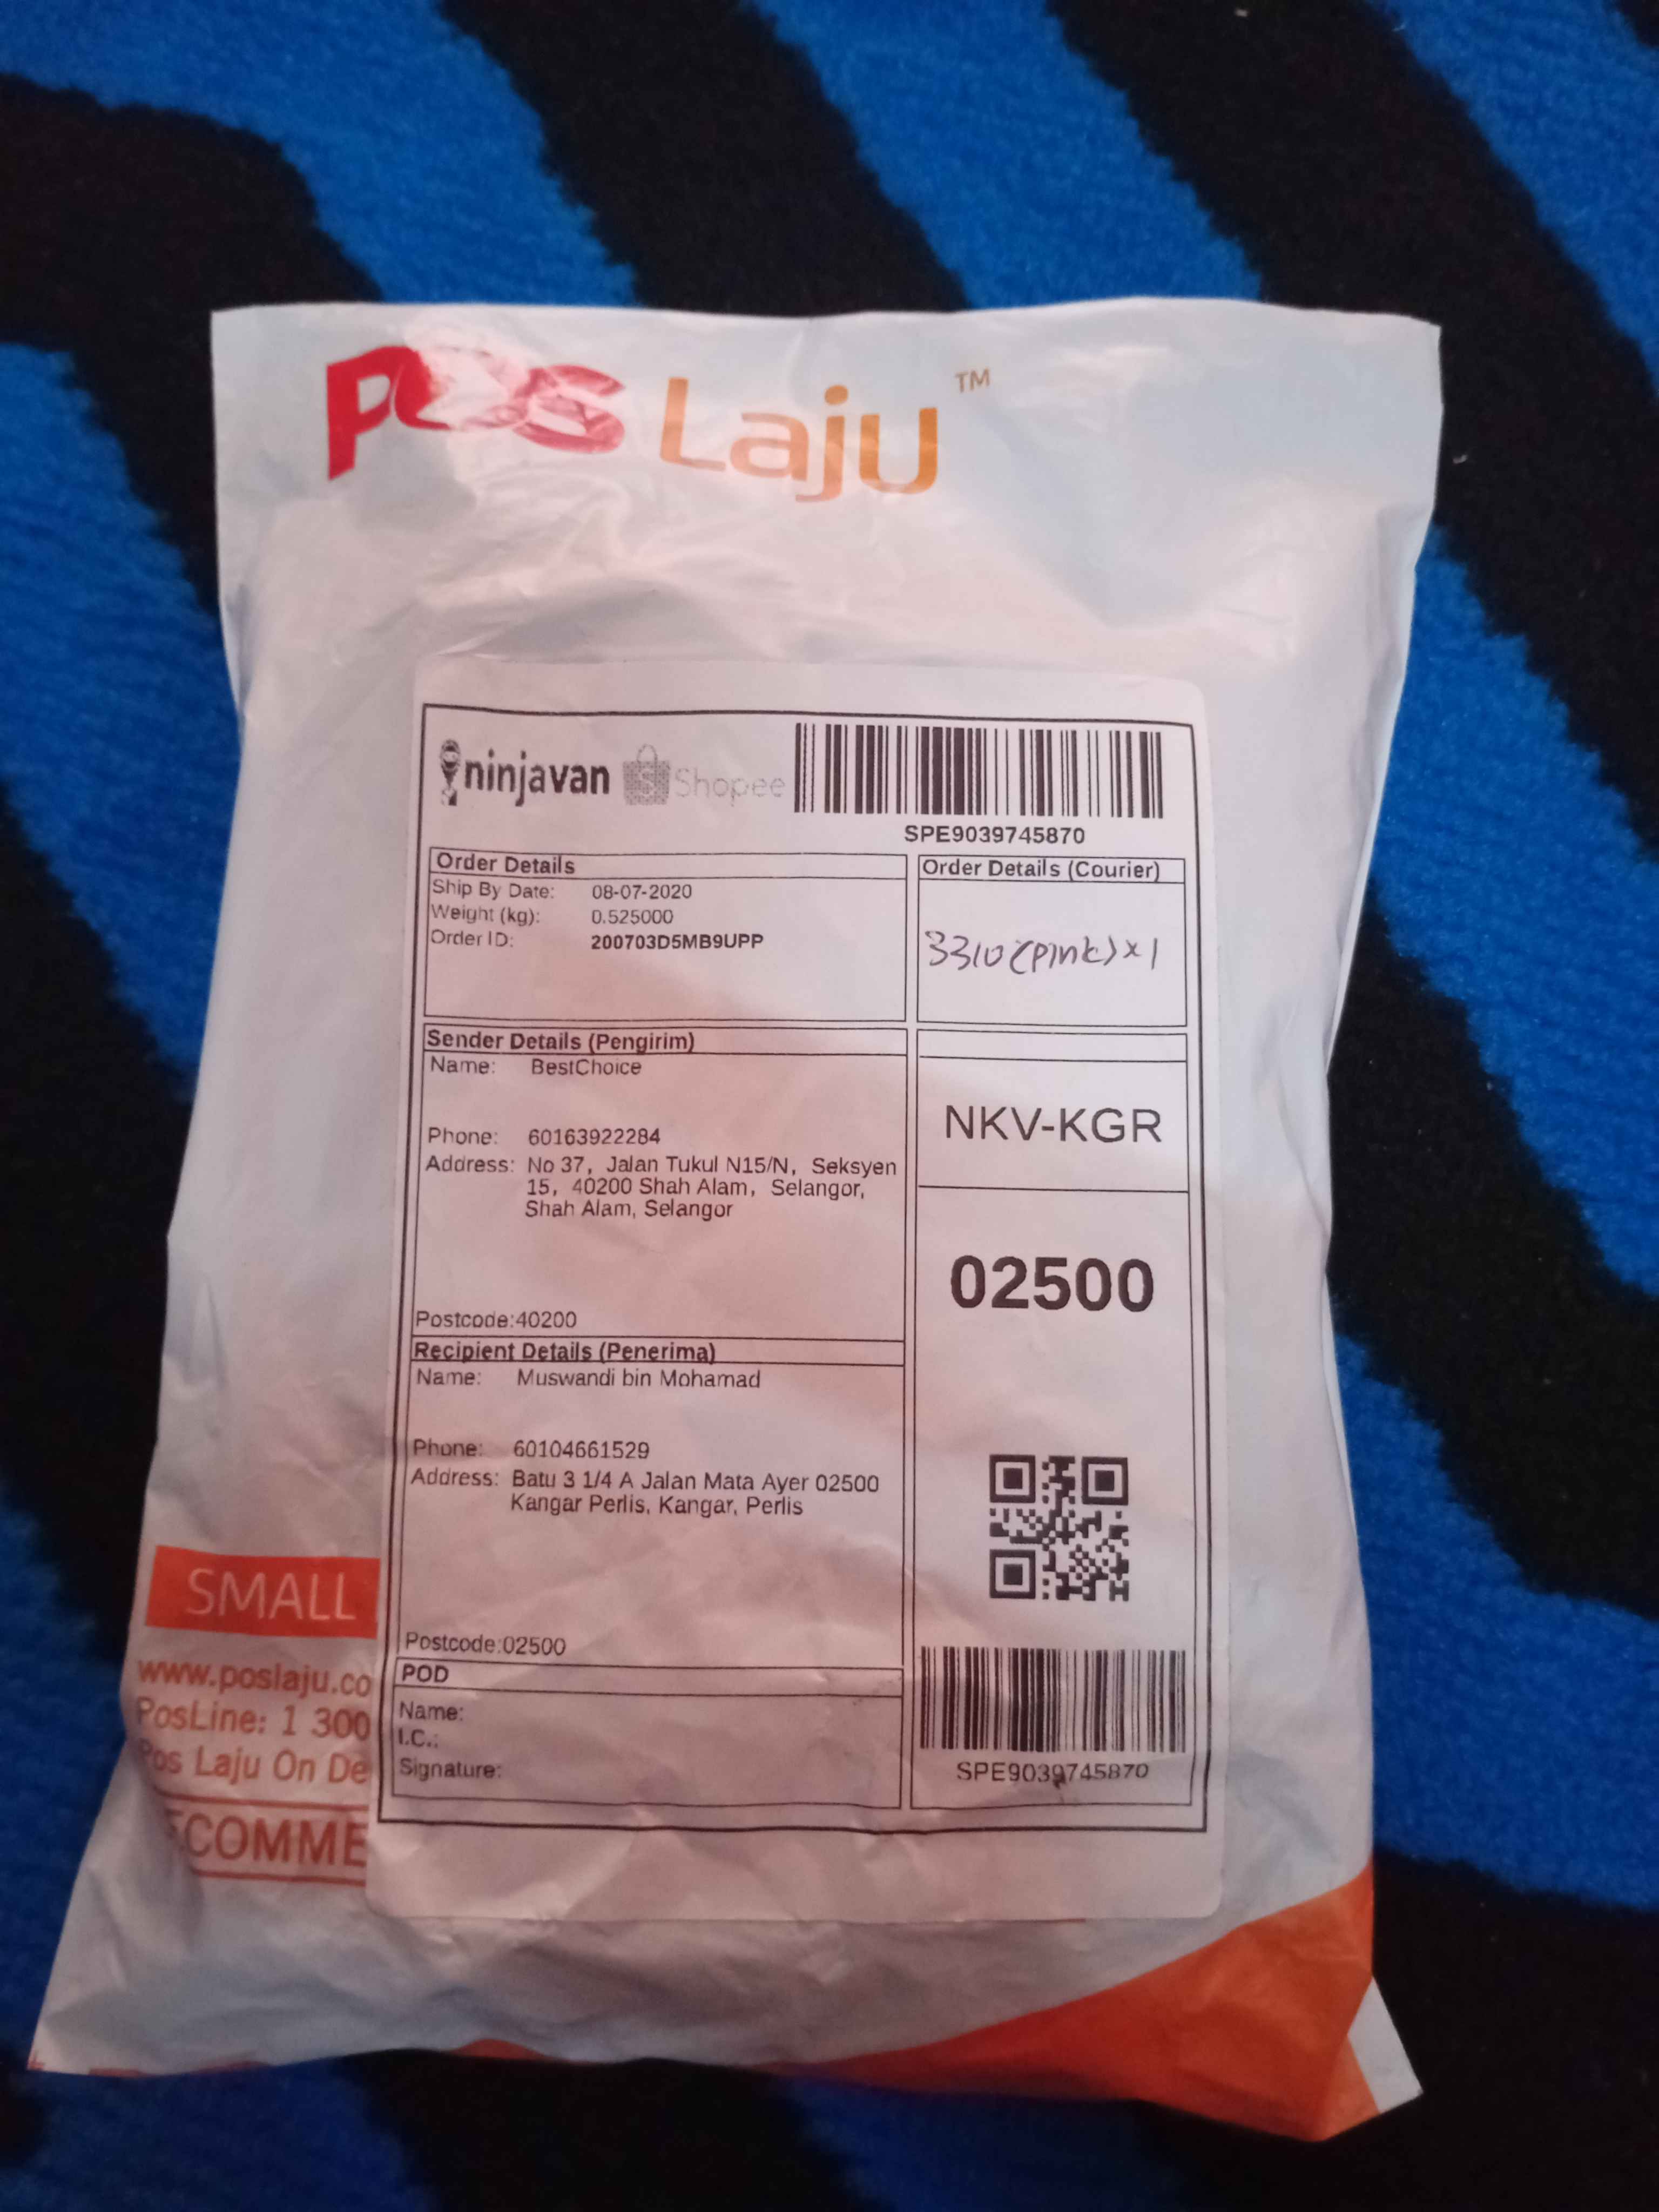 POS Laju™
ninjavan Shopee
SPE9039745870
Order Details
Ship By Date: 08-07-2020
Weight (kg): 0.525000
Order ID: 200703D5MB9UPP
Order Details (Courier)
3310 (Pink) x 1
Sender Details (Pengirim)
Name: BestChoice
Phone: 60163922284
Address: No 37, Jalan Tukul N15/N, Seksyen
15, 40200 Shah Alam, Selangor,
Shah Alam, Selangor
Postcode:40200
NKV-KGR
02500
Recipient Details (Penerima)
Name: Muswandi bin Mohamad
Phone: 60104661529
Address: Batu 3 1/4 A Jalan Mata Ayer 02500
Kangar Perlis, Kangar, Perlis
Postcode:02500
POD
Name:
I.C.:
Signature:
SPE9039745870
SMALL
www.poslaju.co
PosLine: 1 300
Pos Laju On De
COMME